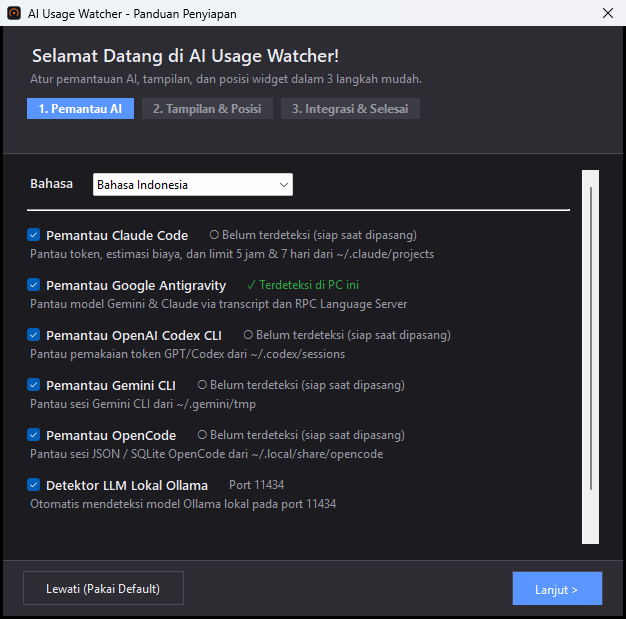 AI Usage Watcher - Panduan Penyiapan
Selamat Datang di AI Usage Watcher!
Atur pemantauan AI, tampilan, dan posisi widget dalam 3 langkah mudah.
1. Pemantau AI
2. Tampilan & Posisi
3. Integrasi & Selesai
Bahasa
Bahasa Indonesia
Pemantau Claude Code ○ Belum terdeteksi (siap saat dipasang)
Pantau token, estimasi biaya, dan limit 5 jam & 7 hari dari ~/.claude/projects
Pemantau Google Antigravity ✓ Terdeteksi di PC ini
Pantau model Gemini & Claude via transcript dan RPC Language Server
Pemantau OpenAI Codex CLI ○ Belum terdeteksi (siap saat dipasang)
Pantau pemakaian token GPT/Codex dari ~/.codex/sessions
Pemantau Gemini CLI ○ Belum terdeteksi (siap saat dipasang)
Pantau sesi Gemini CLI dari ~/.gemini/tmp
Pemantau OpenCode ○ Belum terdeteksi (siap saat dipasang)
Pantau sesi JSON / SQLite OpenCode dari ~/.local/share/opencode
Detektor LLM Lokal Ollama Port 11434
Otomatis mendeteksi model Ollama lokal pada port 11434
Lewati (Pakai Default)
Lanjut >